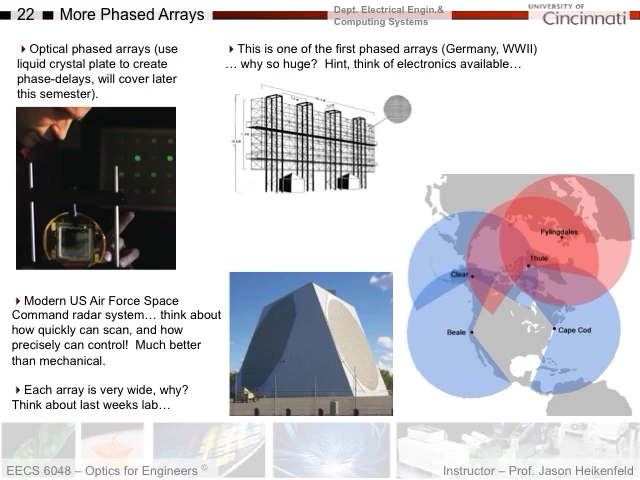 22 More Phased Arrays
Dept. Electrical Engin.&
Computing Systems
UNIVERSITY OF
Cincinnati
Optical phased arrays (use
liquid crystal plate to create
phase-delays, will cover later
this semester).
This is one of the first phased arrays (Germany, WWII)
… why so huge? Hint, think of electronics available…
Fylingdales
Thule
Clear
Beale
Cape Cod
Modern US Air Force Space
Command radar system… think about
how quickly can scan, and how
precisely can control! Much better
than mechanical.
Each array is very wide, why?
Think about last weeks lab…
EECS 6048 – Optics for Engineers ©
Instructor – Prof. Jason Heikenfeld